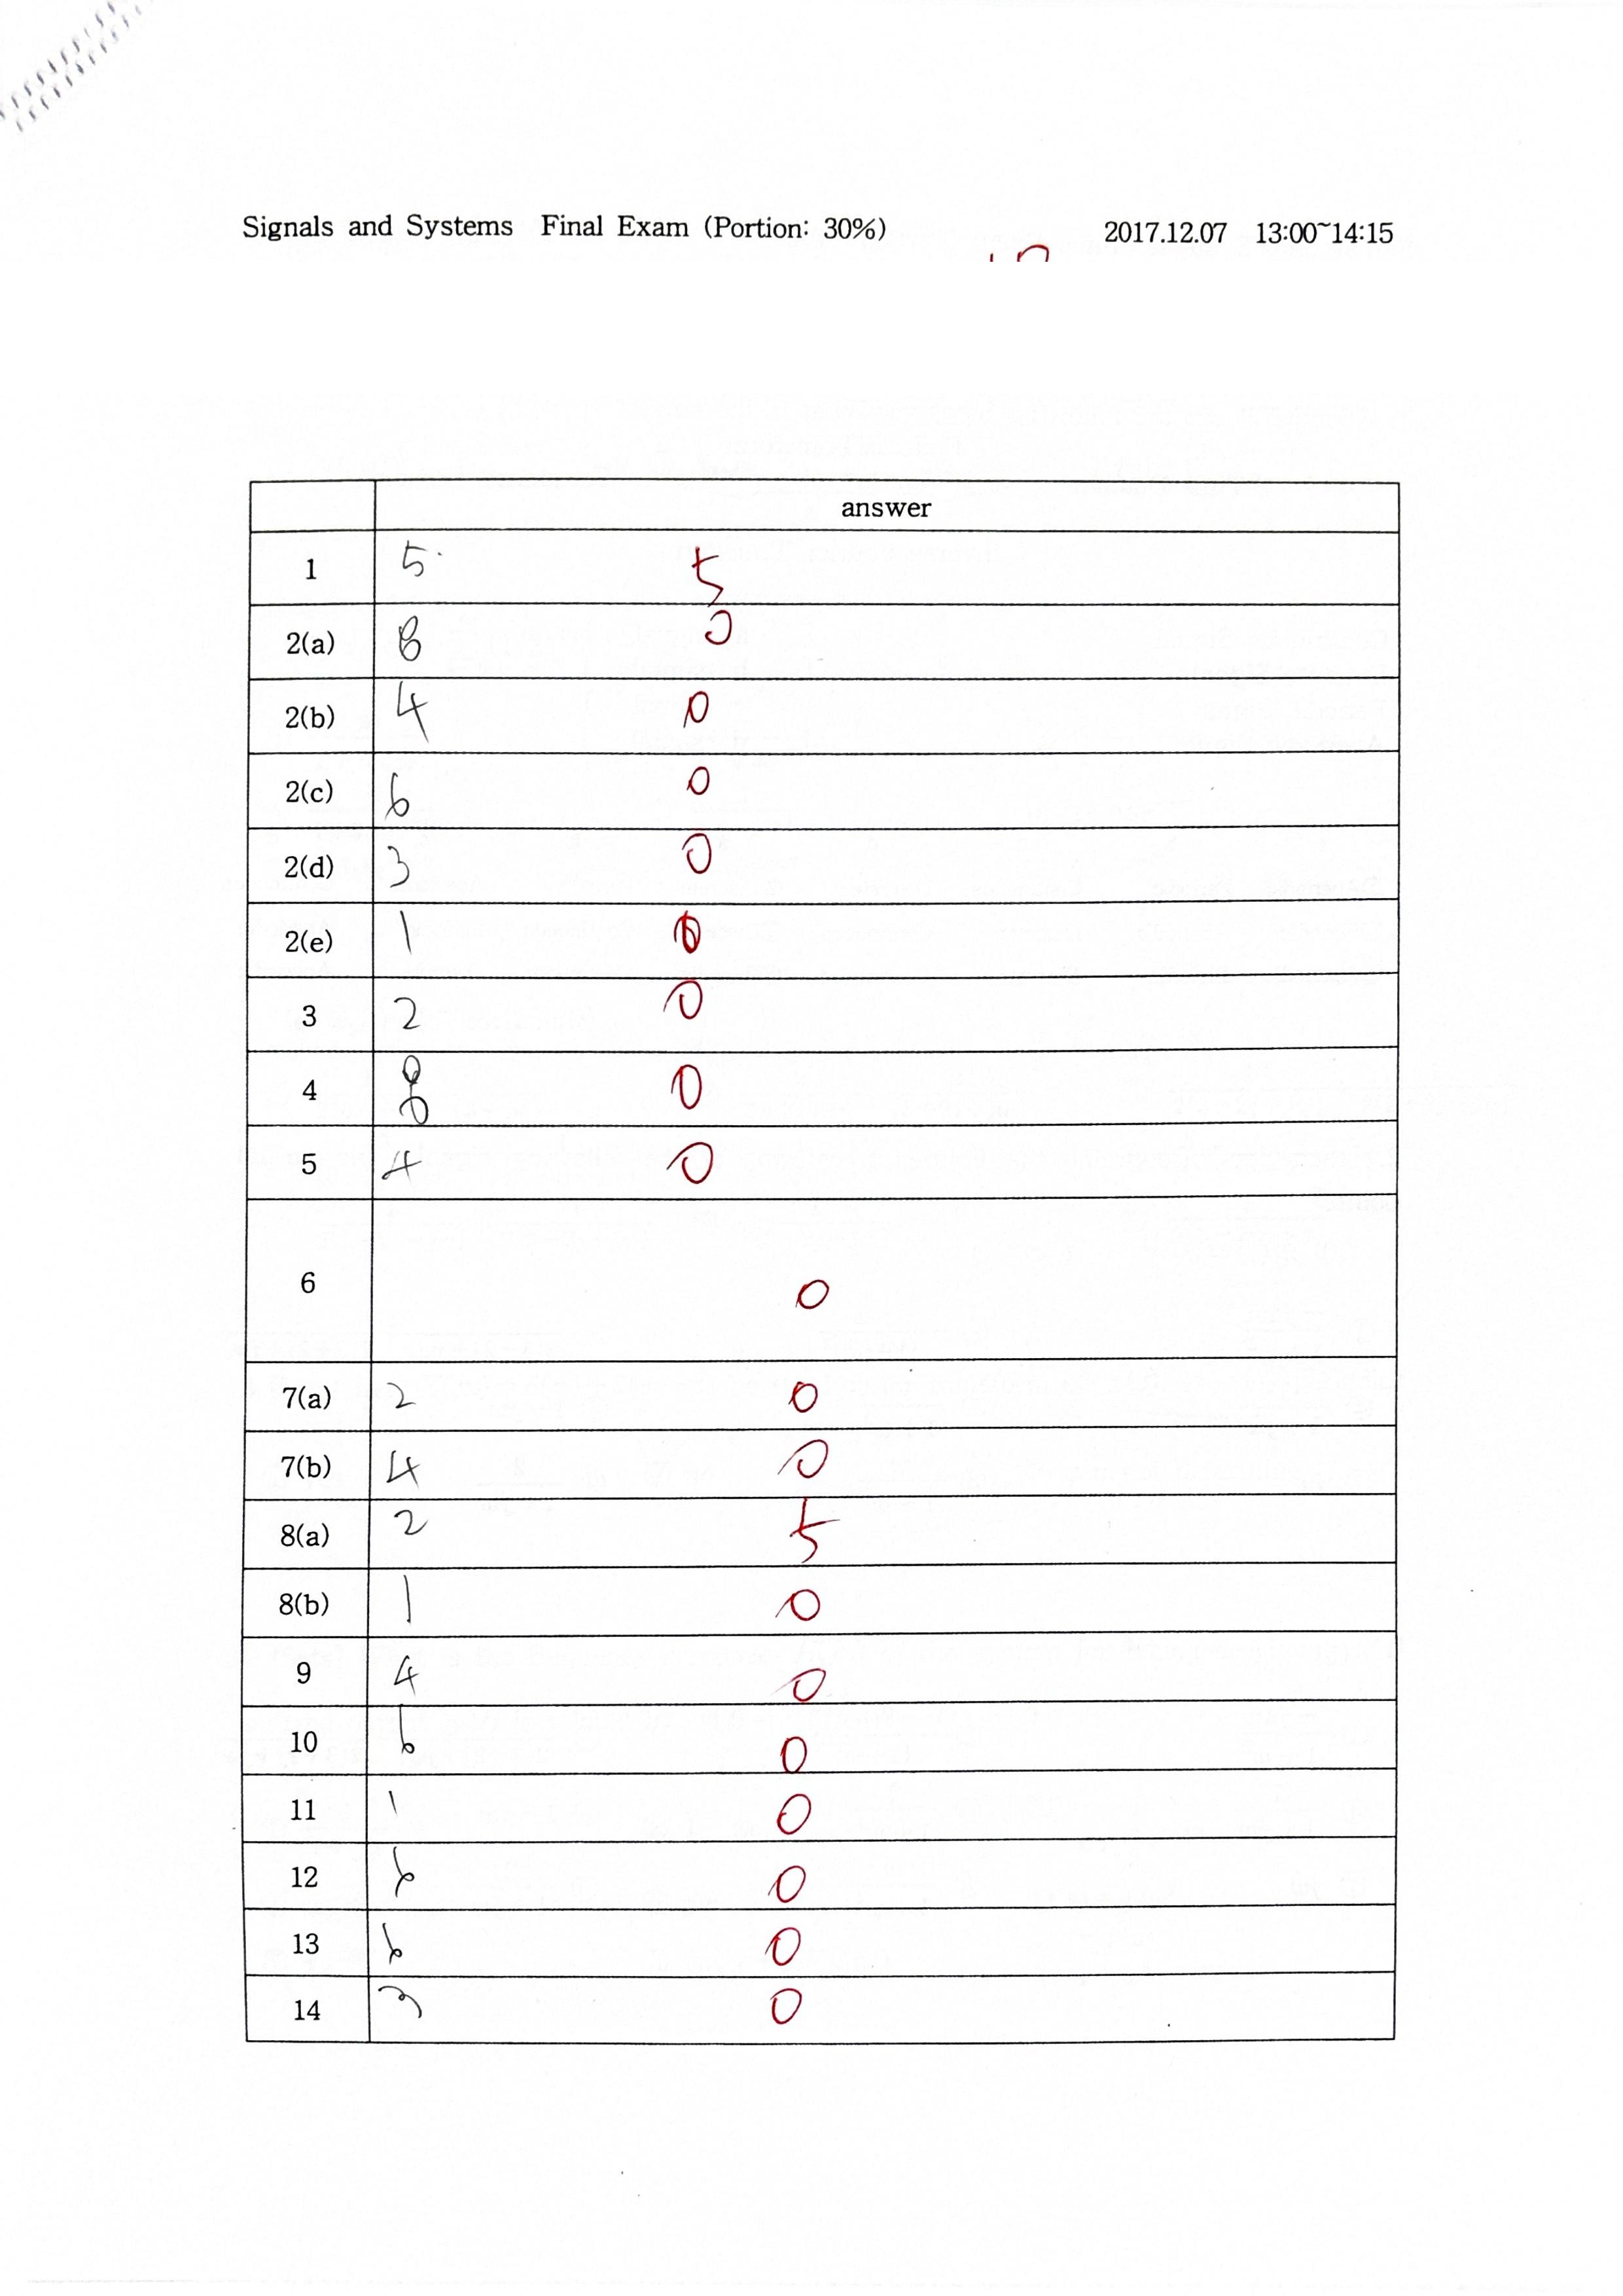 Signals and Systems Final Exam (Portion: 30%) 2017.12.07 13:00~14:15
answer
1 5. 5
2(a) 8 0
2(b) 4 0
2(c) 6 0
2(d) 3 0
2(e) 1 0
3 2 0
4 8 0
5 4 0
6 0
7(a) 2 0
7(b) 4 0
8(a) 2 5
8(b) 1 0
9 4 0
10 6 0
11 1 0
12 6 0
13 6 0
14 3 0